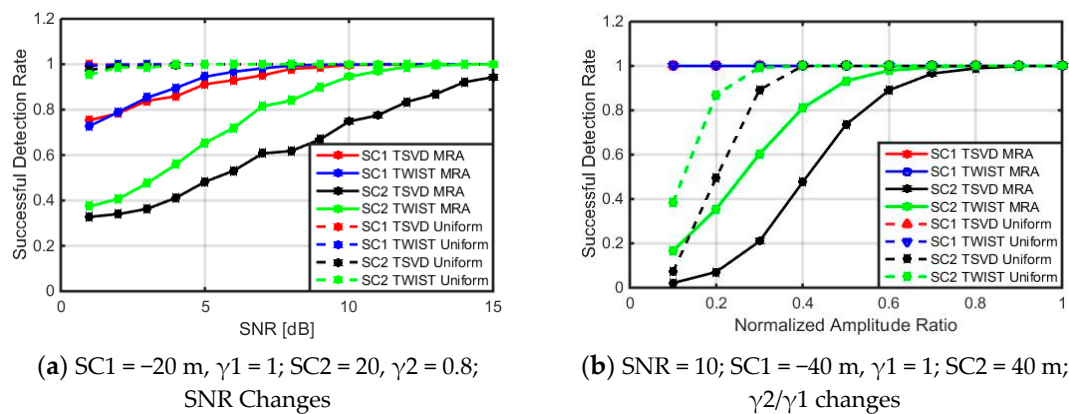 1.2
1
0.8
0.6
0.4
0.2
0
Successful Detection Rate
0 5 10 15
SNR [dB]
SC1 TSVD MRA
SC1 TWIST MRA
SC2 TSVD MRA
SC2 TWIST MRA
SC1 TSVD Uniform
SC1 TWIST Uniform
SC2 TSVD Uniform
SC2 TWIST Uniform
(a) SC1 = −20 m, γ1 = 1; SC2 = 20, γ2 = 0.8;
SNR Changes
1.2
1
0.8
0.6
0.4
0.2
0
Successful Detection Rate
0 0.2 0.4 0.6 0.8 1
Normalized Amplitude Ratio
SC1 TSVD MRA
SC1 TWIST MRA
SC2 TSVD MRA
SC2 TWIST MRA
SC1 TSVD Uniform
SC1 TWIST Uniform
SC2 TSVD Uniform
SC2 TWIST Uniform
(b) SNR = 10; SC1 = −40 m, γ1 = 1; SC2 = 40 m;
γ2/γ1 changes